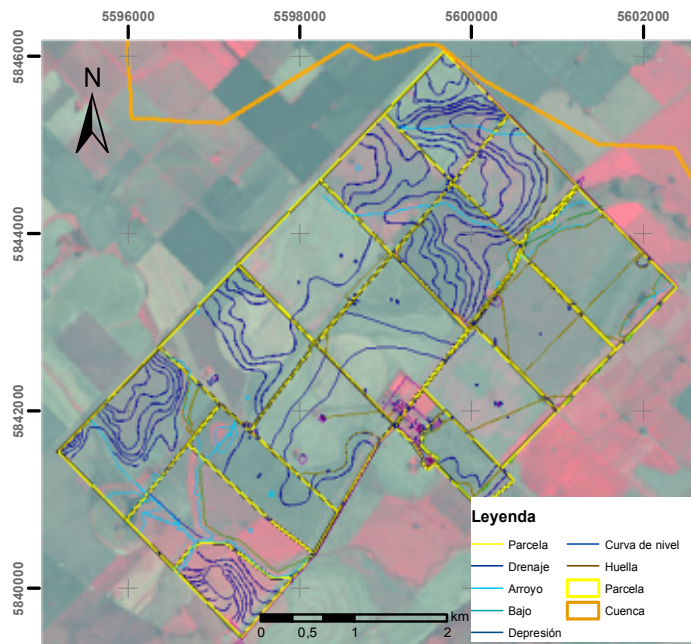 5596000 5598000 5600000 5602000
5846000
N
5844000
5842000
5840000
Leyenda
Parcela Curva de nivel
Drenaje Huella
Arroyo Parcela
Bajo Cuenca
Depresión
km
0 0,5 1 2